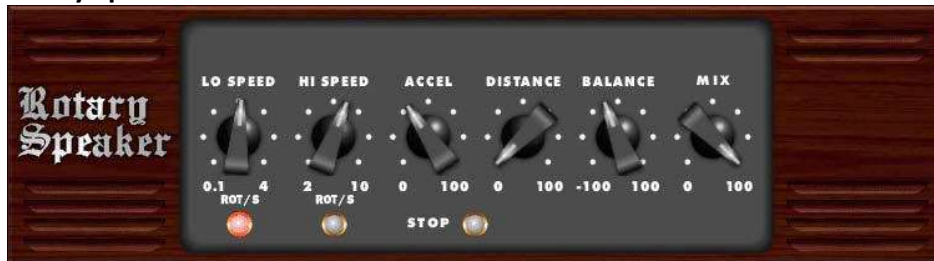 Rotary
Speaker
LO SPEED HI SPEED ACCEL DISTANCE BALANCE MIX
0.1 4 2 10 0 100 0 100 -100 100 0 100
ROT/S ROT/S
STOP